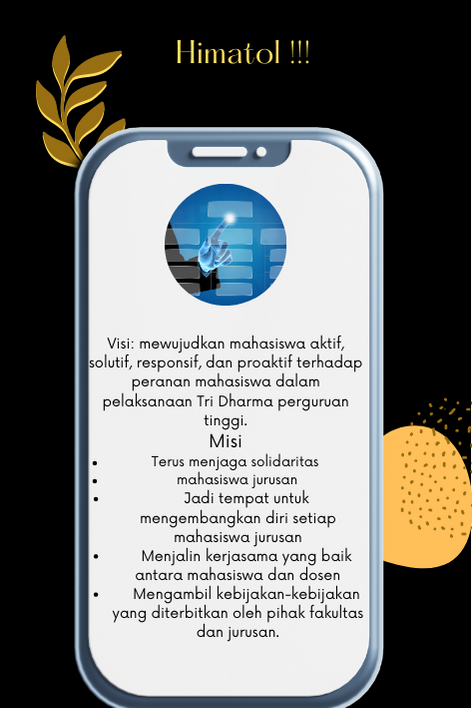 Himatol !!!
Visi: mewujudkan mahasiswa aktif,
solutif, responsif, dan proaktif terhadap
peranan mahasiswa dalam
pelaksanaan Tri Dharma perguruan
tinggi.
Misi
• Terus menjaga solidaritas
• mahasiswa jurusan
• Jadi tempat untuk
mengembangkan diri setiap
mahasiswa jurusan
• Menjalin kerjasama yang baik
antara mahasiswa dan dosen
• Mengambil kebijakan-kebijakan
yang diterbitkan oleh pihak fakultas
dan jurusan.